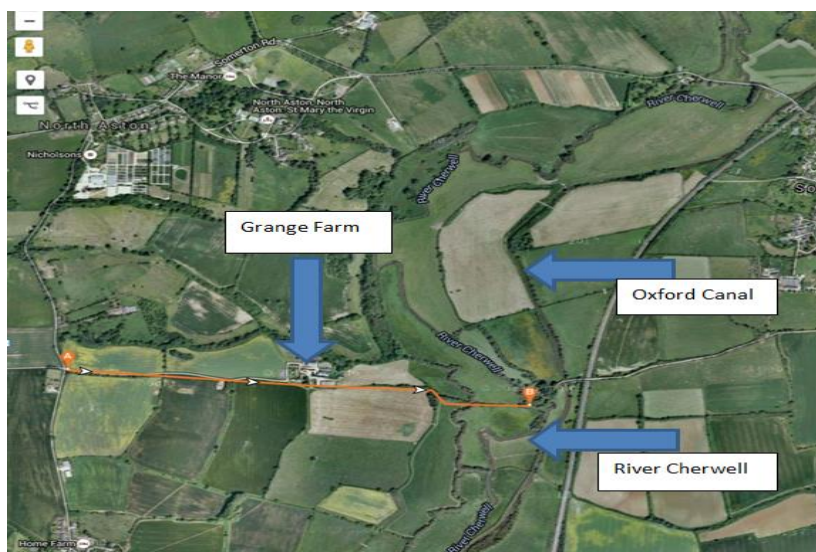 Somerton Rd
The Manor
North Aston, North
Aston: St Mary the Virgin
North Aston
Nicholsons
River Cherwell
River Cherwell
Grange Farm
Oxford Canal
River Cherwell
A
B
River Cherwell
River Cherwell
Home Farm